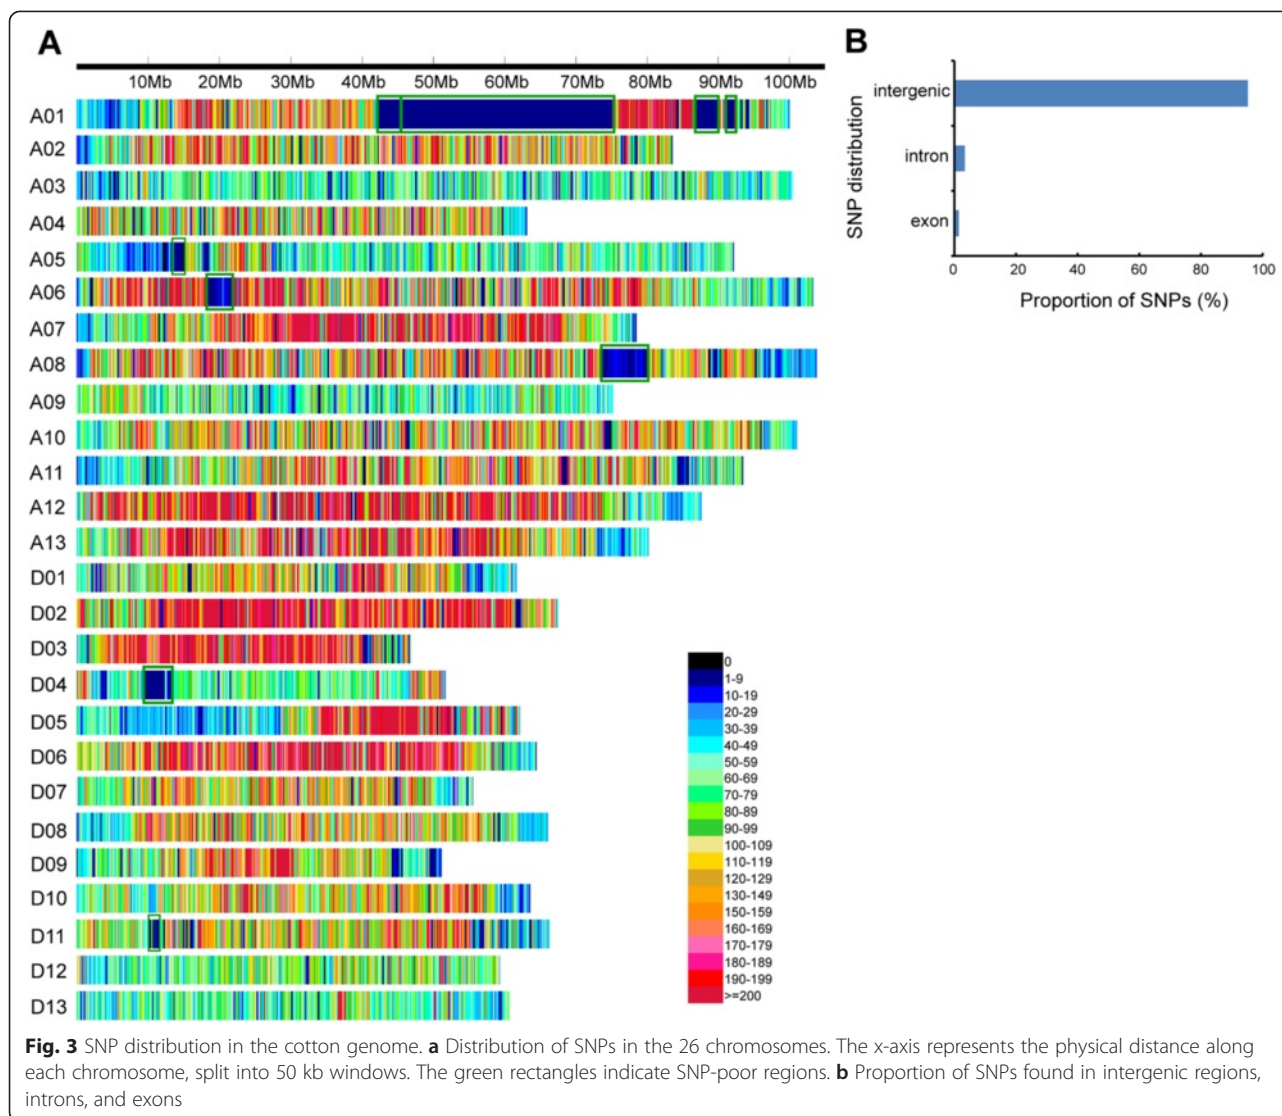 A
10Mb 20Mb 30Mb 40Mb 50Mb 60Mb 70Mb 80Mb 90Mb 100Mb
A01
A02
A03
A04
A05
A06
A07
A08
A09
A10
A11
A12
A13
D01
D02
D03
D04
D05
D06
D07
D08
D09
D10
D11
D12
D13
0
1-9
10-19
20-29
30-39
40-49
50-59
60-69
70-79
80-89
90-99
100-109
110-119
120-129
130-149
150-159
160-169
170-179
180-189
190-199
>=200
B
SNP distribution
intergenic
intron
exon
0 20 40 60 80 100
Proportion of SNPs (%)
Fig. 3 SNP distribution in the cotton genome. a Distribution of SNPs in the 26 chromosomes. The x-axis represents the physical distance along
each chromosome, split into 50 kb windows. The green rectangles indicate SNP-poor regions. b Proportion of SNPs found in intergenic regions,
introns, and exons